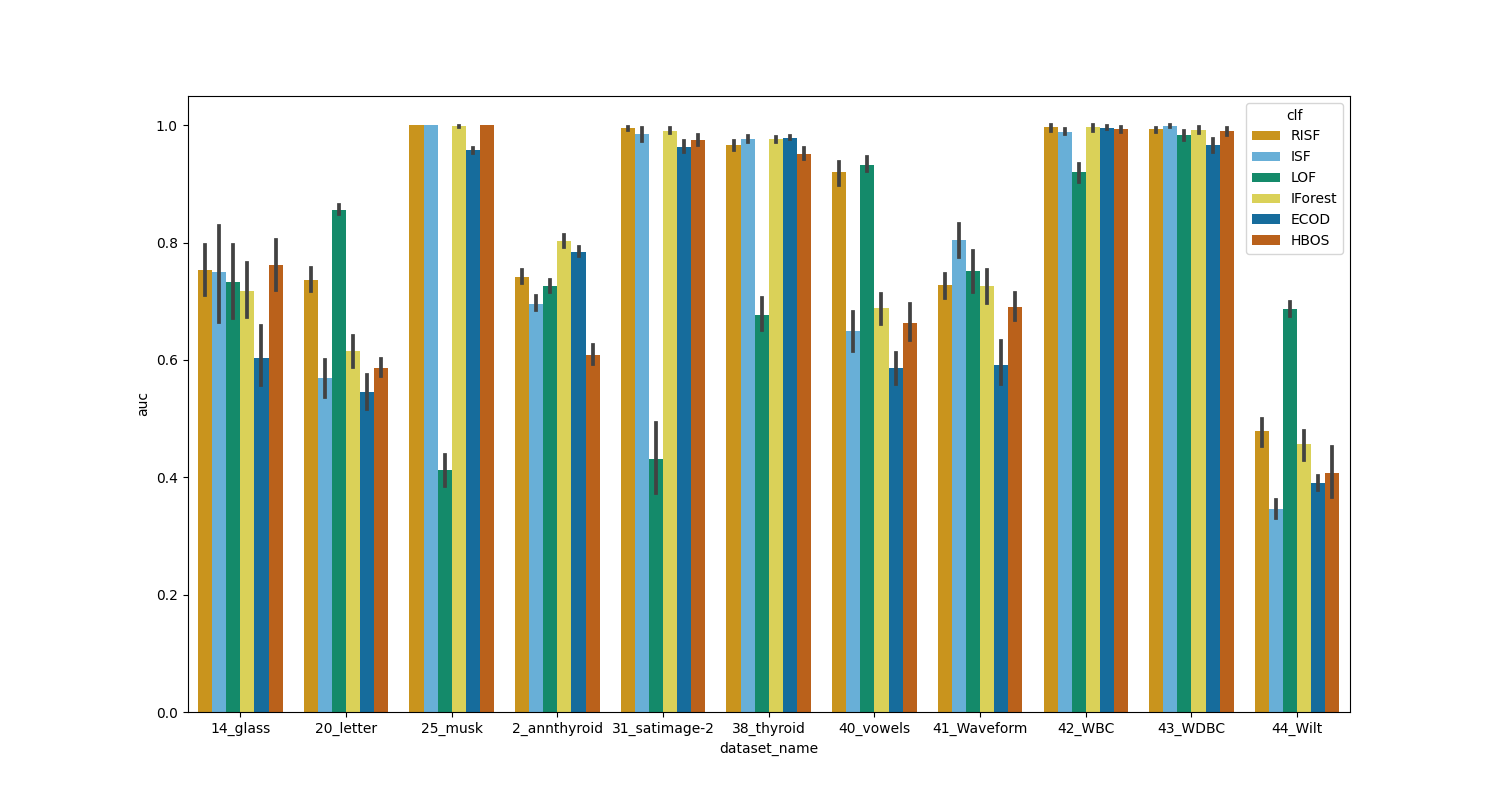 1.0
0.8
0.6
0.4
0.2
0.0
auc
clf
RISF
ISF
LOF
IForest
ECOD
HBOS
14_glass 20_letter 25_musk 2_annthyroid 31_satimage-2 38_thyroid 40_vowels 41_Waveform 42_WBC 43_WDBC 44_Wilt
dataset_name